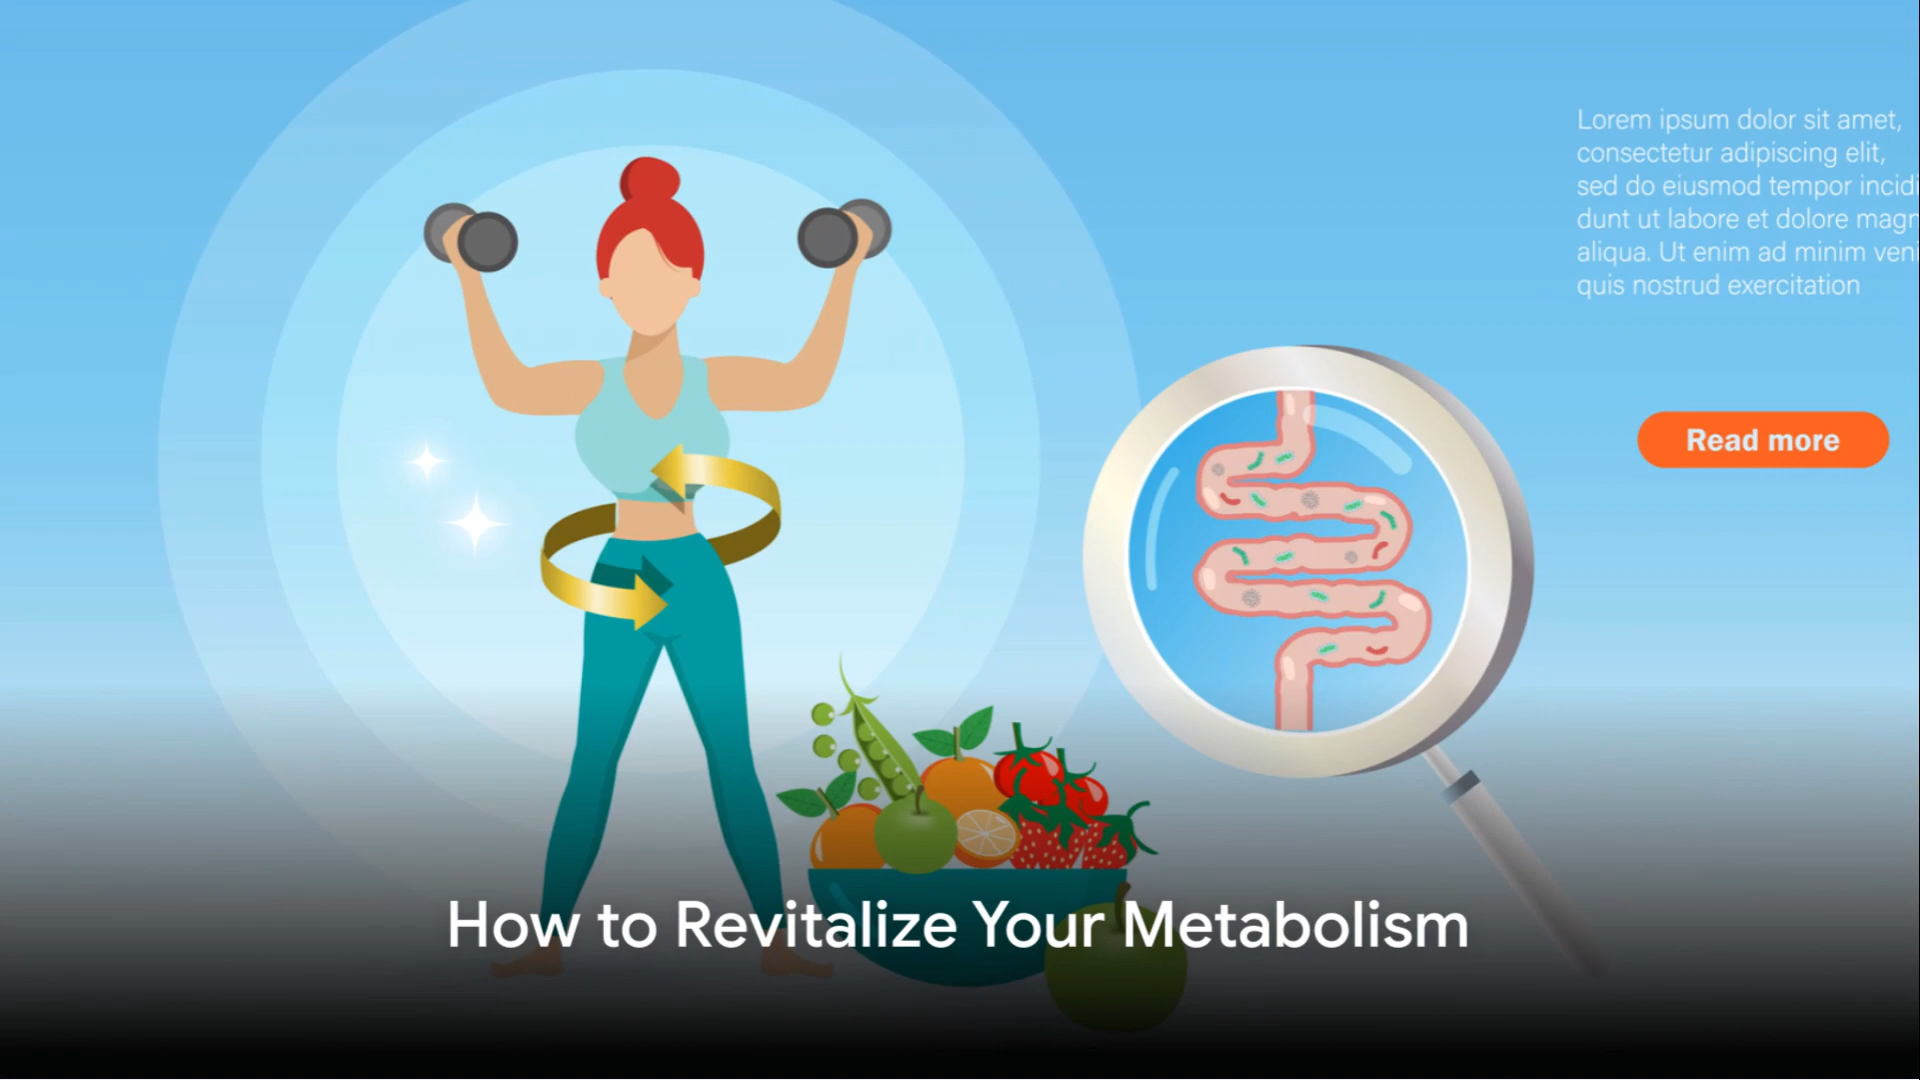 Lorem ipsum dolor sit amet,
consectetur adipiscing elit,
sed do eiusmod tempor incidi
dunt ut labore et dolore magn
aliqua. Ut enim ad minim veni
quis nostrud exercitation
Read more
How to Revitalize Your Metabolism